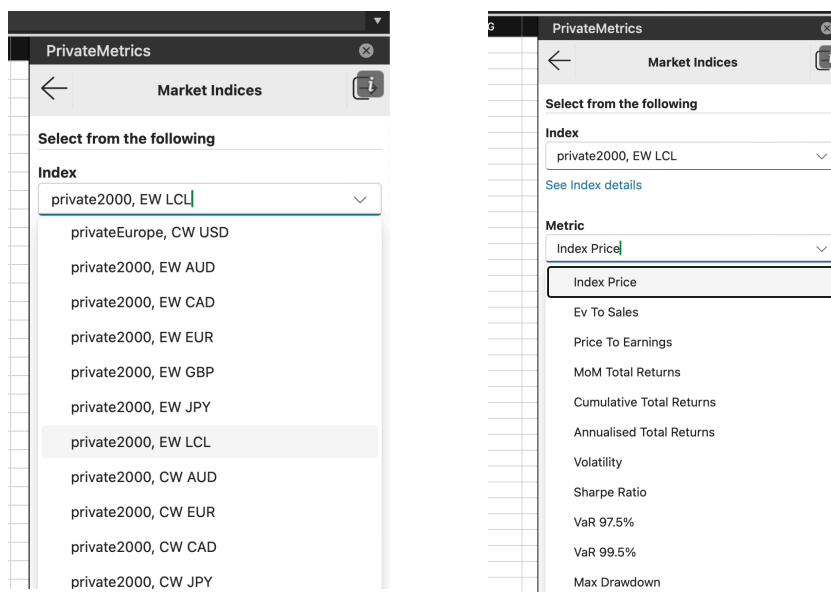 PrivateMetrics
Market Indices
Select from the following
Index
private2000, EW LCL
privateEurope, CW USD
private2000, EW AUD
private2000, EW CAD
private2000, EW EUR
private2000, EW GBP
private2000, EW JPY
private2000, EW LCL
private2000, CW AUD
private2000, CW EUR
private2000, CW CAD
private2000, CW JPY
G
PrivateMetrics
Market Indices
Select from the following
Index
private2000, EW LCL
See Index details
Metric
Index Price
Index Price
Ev To Sales
Price To Earnings
MoM Total Returns
Cumulative Total Returns
Annualised Total Returns
Volatility
Sharpe Ratio
VaR 97.5%
VaR 99.5%
Max Drawdown